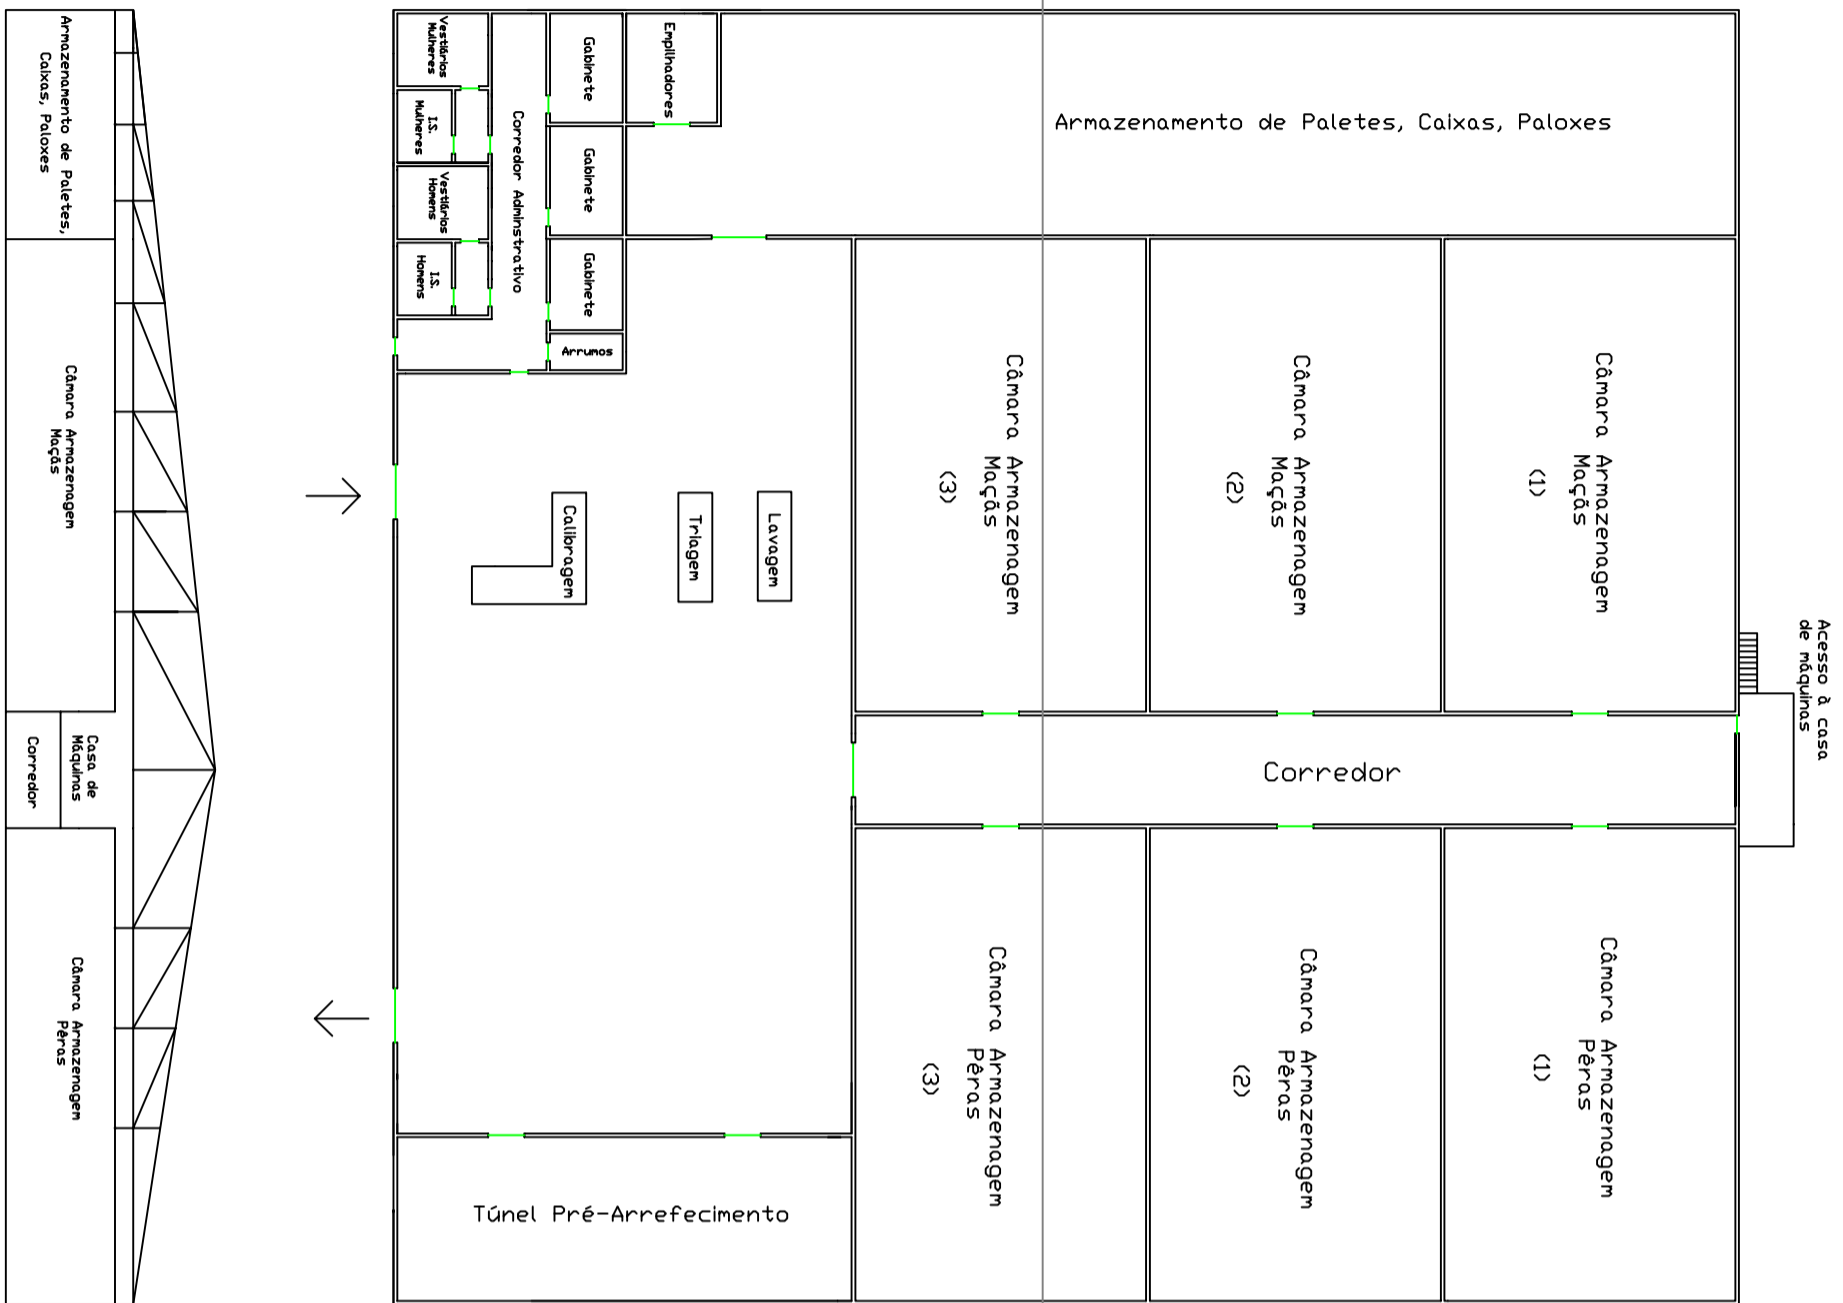 Armazenamento de Paletes,
Caixas, Paloxes
Câmara Armazenagem
Maçãs
Casa de
Máquinas
Corredor
Câmara Armazenagem
Pêras
Vestiários
Mulheres
I.S.
Mulheres
Vestiários
Homens
I.S.
Homens
Corredor Adminstrativo
Gabinete
Gabinete
Gabinete
Arrumos
Empilhadores
Armazenamento de Paletes, Caixas, Paloxes
Calibragem
Triagem
Lavagem
Câmara Armazenagem
Maçãs
(3)
Câmara Armazenagem
Maçãs
(2)
Câmara Armazenagem
Maçãs
(1)
Acesso à casa
de máquinas
Corredor
Câmara Armazenagem
Pêras
(3)
Câmara Armazenagem
Pêras
(2)
Câmara Armazenagem
Pêras
(1)
Túnel Pré-Arrefecimento